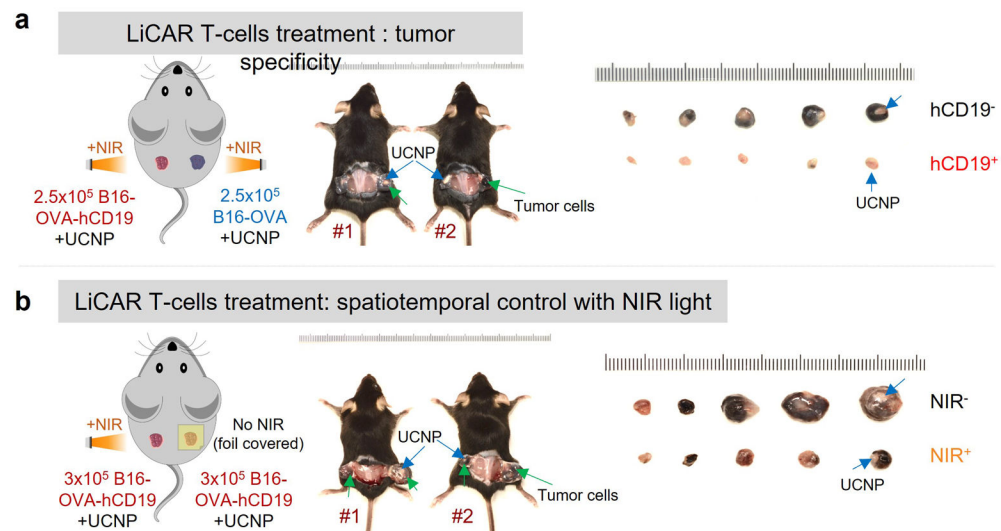 a
LiCAR T-cells treatment : tumor
specificity
+NIR
+NIR
2.5x10⁵ B16-
OVA-hCD19
+UCNP
2.5x10⁵
B16-OVA
+UCNP
UCNP
Tumor cells
#1
#2
hCD19⁻
hCD19⁺
UCNP
b
LiCAR T-cells treatment: spatiotemporal control with NIR light
+NIR
No NIR
(foil covered)
3x10⁵ B16-
OVA-hCD19
+UCNP
3x10⁵ B16-
OVA-hCD19
+UCNP
UCNP
Tumor cells
#1
#2
NIR⁻
NIR⁺
UCNP